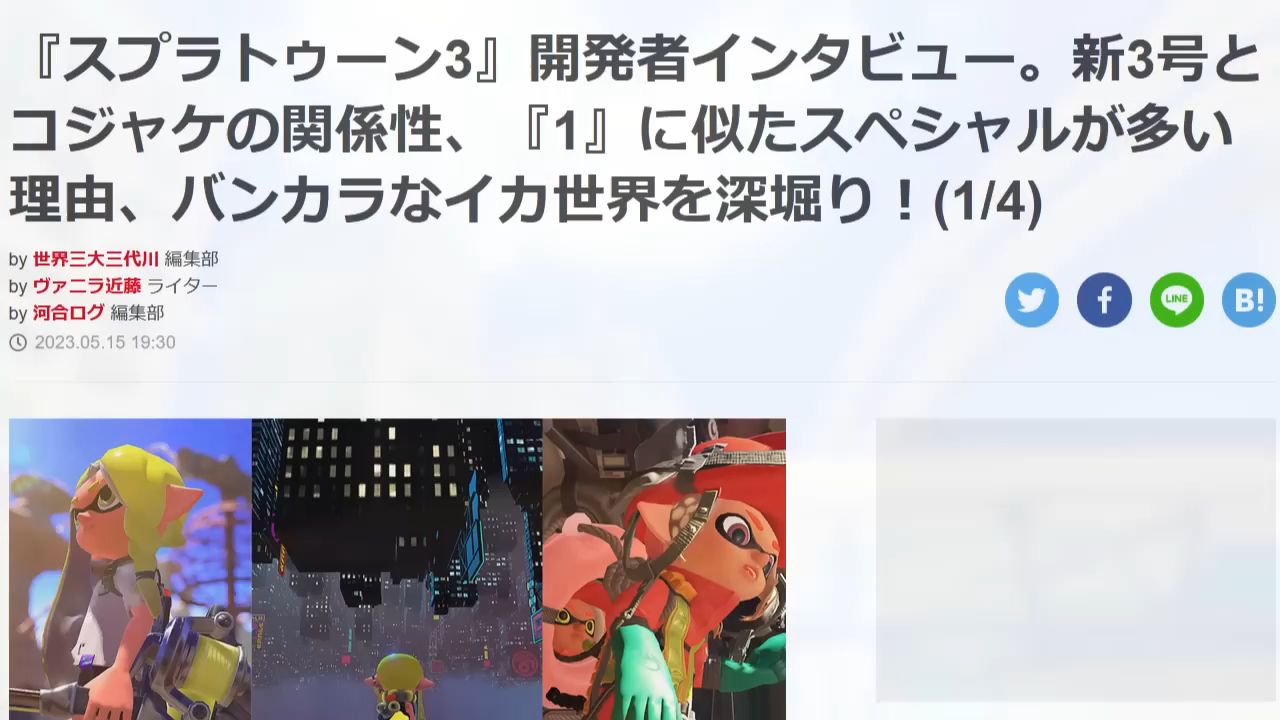 『スプラトゥーン3』開発者インタビュー。新3号と
コジャケの関係性、『1』に似たスペシャルが多い
理由、バンカラなイカ世界を深堀り！(1/4)
by 世界三大三代川 編集部
by ヴァニラ近藤 ライター
by 河合ログ 編集部
2023.05.15 19:30
LINE
B!